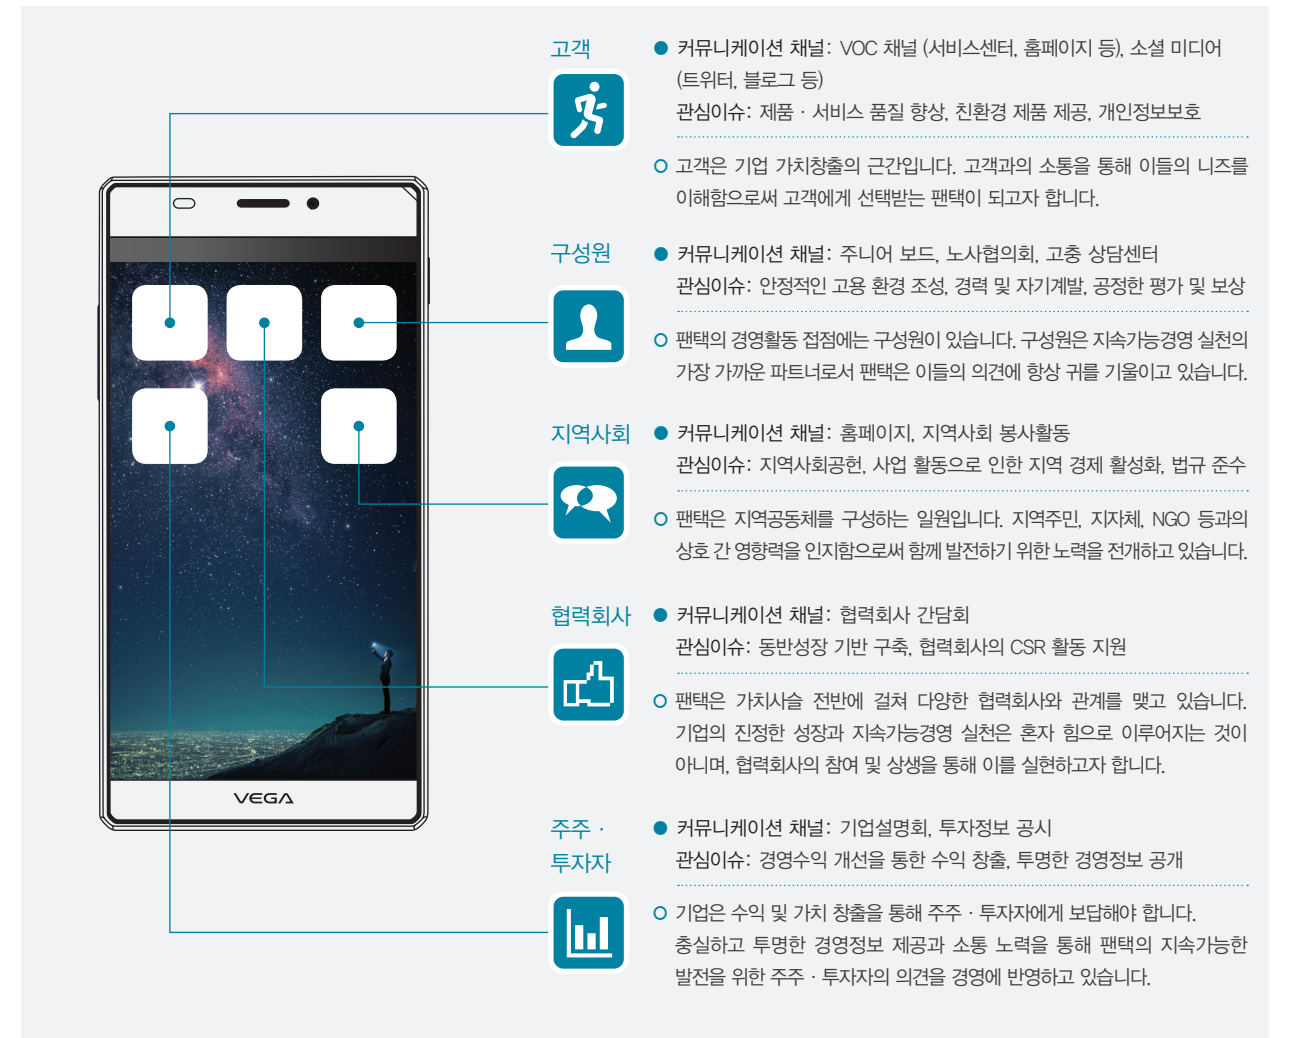 고객
● 커뮤니케이션 채널: VOC 채널 (서비스센터, 홈페이지 등), 소셜 미디어
(트위터, 블로그 등)
관심이슈: 제품 · 서비스 품질 향상, 친환경 제품 제공, 개인정보보호
○ 고객은 기업 가치창출의 근간입니다. 고객과의 소통을 통해 이들의 니즈를
이해함으로써 고객에게 선택받는 팬택이 되고자 합니다.
구성원
● 커뮤니케이션 채널: 주니어 보드, 노사협의회, 고충 상담센터
관심이슈: 안정적인 고용 환경 조성, 경력 및 자기계발, 공정한 평가 및 보상
○ 팬택의 경영활동 접점에는 구성원이 있습니다. 구성원은 지속가능경영 실천의
가장 가까운 파트너로서 팬택은 이들의 의견에 항상 귀를 기울이고 있습니다.
지역사회
● 커뮤니케이션 채널: 홈페이지, 지역사회 봉사활동
관심이슈: 지역사회공헌, 사업 활동으로 인한 지역 경제 활성화, 법규 준수
○ 팬택은 지역공동체를 구성하는 일원입니다. 지역주민, 지자체, NGO 등과의
상호 간 영향력을 인지함으로써 함께 발전하기 위한 노력을 전개하고 있습니다.
협력회사
● 커뮤니케이션 채널: 협력회사 간담회
관심이슈: 동반성장 기반 구축, 협력회사의 CSR 활동 지원
○ 팬택은 가치사슬 전반에 걸쳐 다양한 협력회사와 관계를 맺고 있습니다.
기업의 진정한 성장과 지속가능경영 실천은 혼자 힘으로 이루어지는 것이
아니며, 협력회사의 참여 및 상생을 통해 이를 실현하고자 합니다.
VEGA
주주 ·
투자자
● 커뮤니케이션 채널: 기업설명회, 투자정보 공시
관심이슈: 경영수익 개선을 통한 수익 창출, 투명한 경영정보 공개
○ 기업은 수익 및 가치 창출을 통해 주주 · 투자자에게 보답해야 합니다.
충실하고 투명한 경영정보 제공과 소통 노력을 통해 팬택의 지속가능한
발전을 위한 주주 · 투자자의 의견을 경영에 반영하고 있습니다.